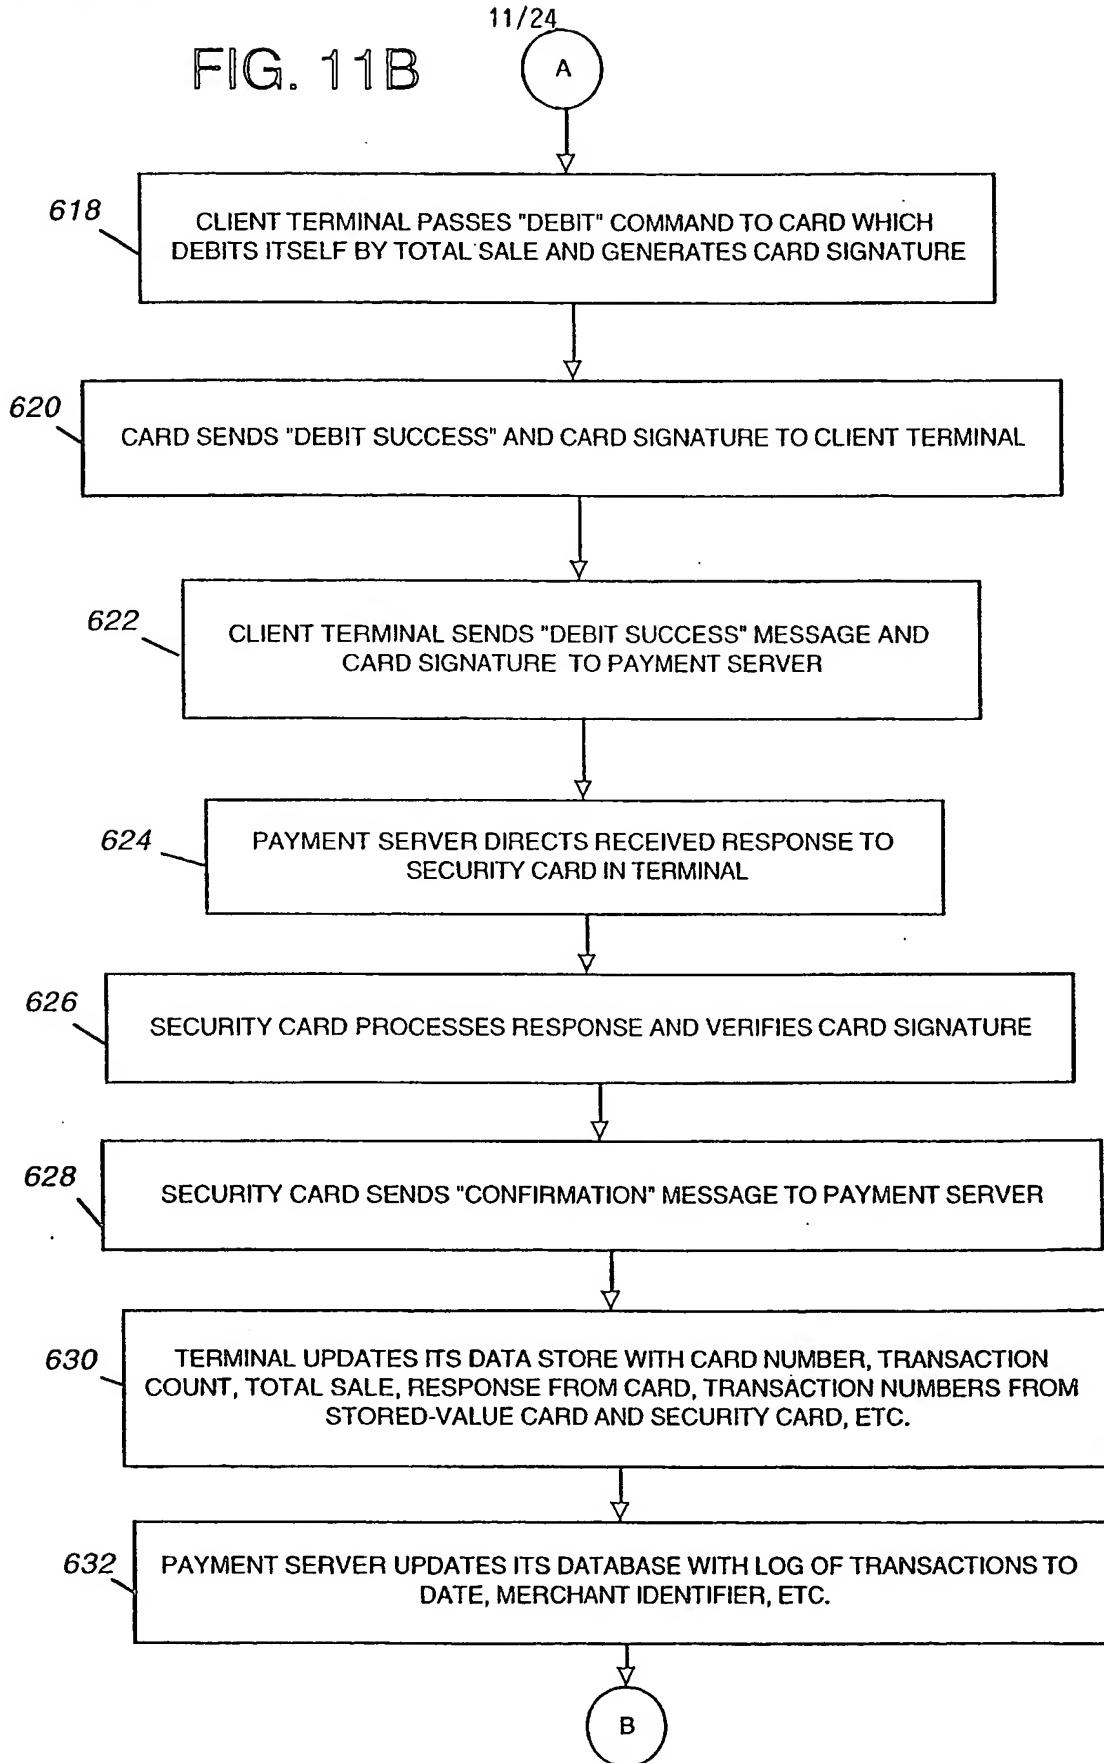 11/24
FIG. 11B
A
618
CLIENT TERMINAL PASSES "DEBIT" COMMAND TO CARD WHICH
DEBITS ITSELF BY TOTAL SALE AND GENERATES CARD SIGNATURE
620
CARD SENDS "DEBIT SUCCESS" AND CARD SIGNATURE TO CLIENT TERMINAL
622
CLIENT TERMINAL SENDS "DEBIT SUCCESS" MESSAGE AND
CARD SIGNATURE TO PAYMENT SERVER
624
PAYMENT SERVER DIRECTS RECEIVED RESPONSE TO
SECURITY CARD IN TERMINAL
626
SECURITY CARD PROCESSES RESPONSE AND VERIFIES CARD SIGNATURE
628
SECURITY CARD SENDS "CONFIRMATION" MESSAGE TO PAYMENT SERVER
630
TERMINAL UPDATES ITS DATA STORE WITH CARD NUMBER, TRANSACTION
COUNT, TOTAL SALE, RESPONSE FROM CARD, TRANSACTION NUMBERS FROM
STORED-VALUE CARD AND SECURITY CARD, ETC.
632
PAYMENT SERVER UPDATES ITS DATABASE WITH LOG OF TRANSACTIONS TO
DATE, MERCHANT IDENTIFIER, ETC.
B